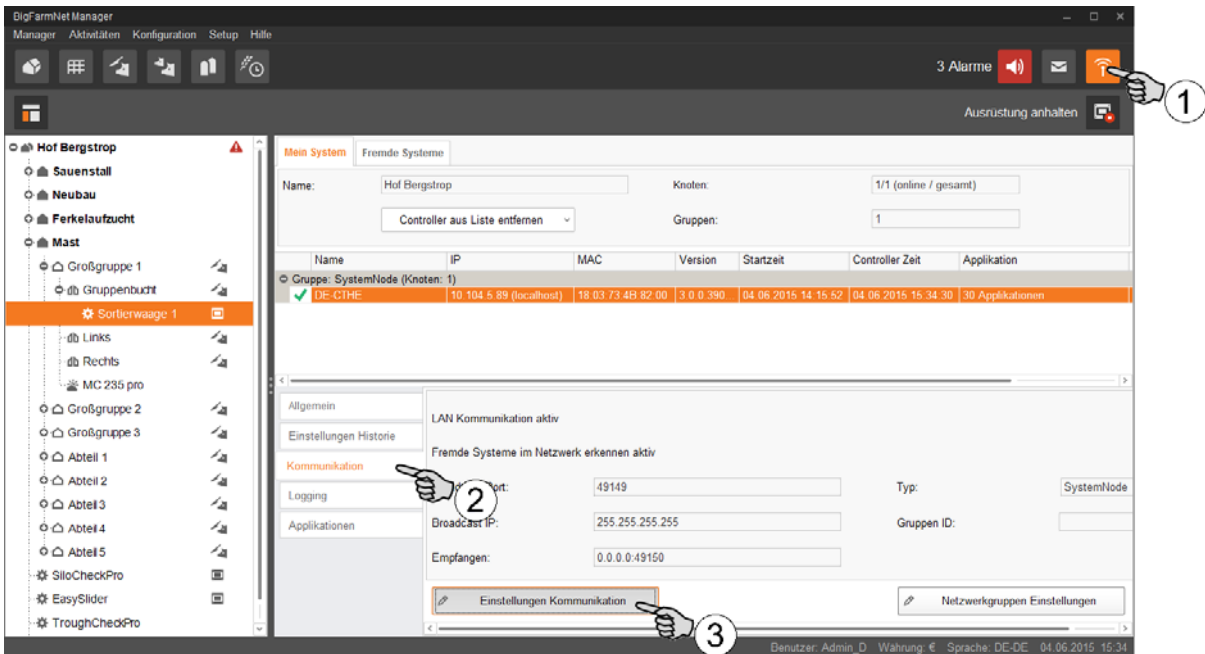 BigFarmNet Manager
Manager Aktivitäten Konfiguration Setup Hilfe
3 Alarme
1
Ausrüstung anhalten
Hof Bergstrop
Sauenstall
Neubau
Ferkelaufzucht
Mast
Großgruppe 1
Gruppenbucht
Sortierwaage 1
Links
Rechts
MC 235 pro
Großgruppe 2
Großgruppe 3
Abteil 1
Abteil 2
Abteil 3
Abteil 4
Abteil 5
SiloCheckPro
EasySlider
TroughCheckPro
Mein System Fremde Systeme
Name: Hof Bergstrop Knoten: 1/1 (online / gesamt)
Controller aus Liste entfernen Gruppen: 1
Name IP MAC Version Startzeit Controller Zeit Applikation
Gruppe: SystemNode (Knoten: 1)
DE-CTHE 10.104.5.89 (localhost) 18:03:73:4B:82:00 3.0.0.390 04.06.2015 14:15:52 04.06.2015 15:34:30 30 Applikationen
Allgemein
Einstellungen Historie
Kommunikation
Logging
Applikationen
2
LAN Kommunikation aktiv
Fremde Systeme im Netzwerk erkennen aktiv
49149 Typ: SystemNode
Broadcast IP: 255.255.255.255 Gruppen ID:
Empfangen: 0.0.0.0:49150
Einstellungen Kommunikation Netzwerkgruppen Einstellungen
3
Benutzer: Admin_D Währung: € Sprache: DE-DE 04.06.2015 15:34